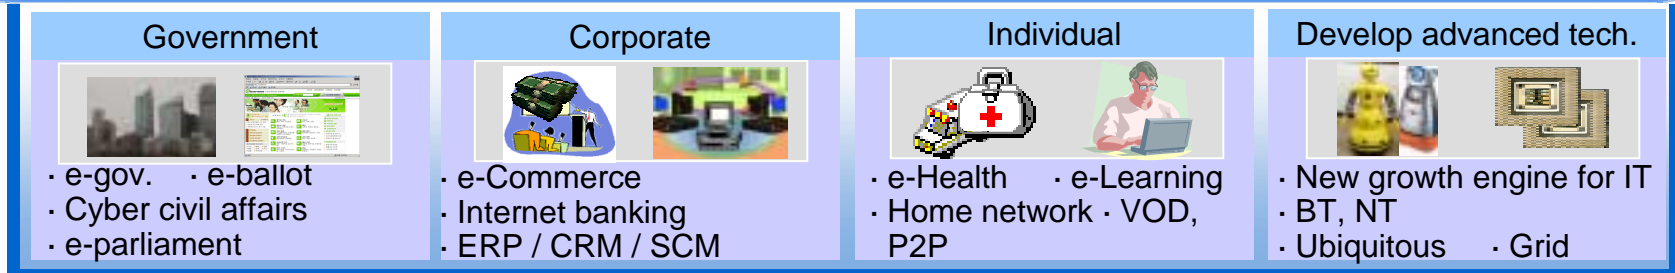 Government
· e-gov.   · e-ballot
· Cyber civil affairs
· e-parliament
Corporate
· e-Commerce
· Internet banking
· ERP / CRM / SCM
Individual
· e-Health   · e-Learning
· Home network · VOD,
P2P
Develop advanced tech.
· New growth engine for IT
· BT, NT
· Ubiquitous   · Grid